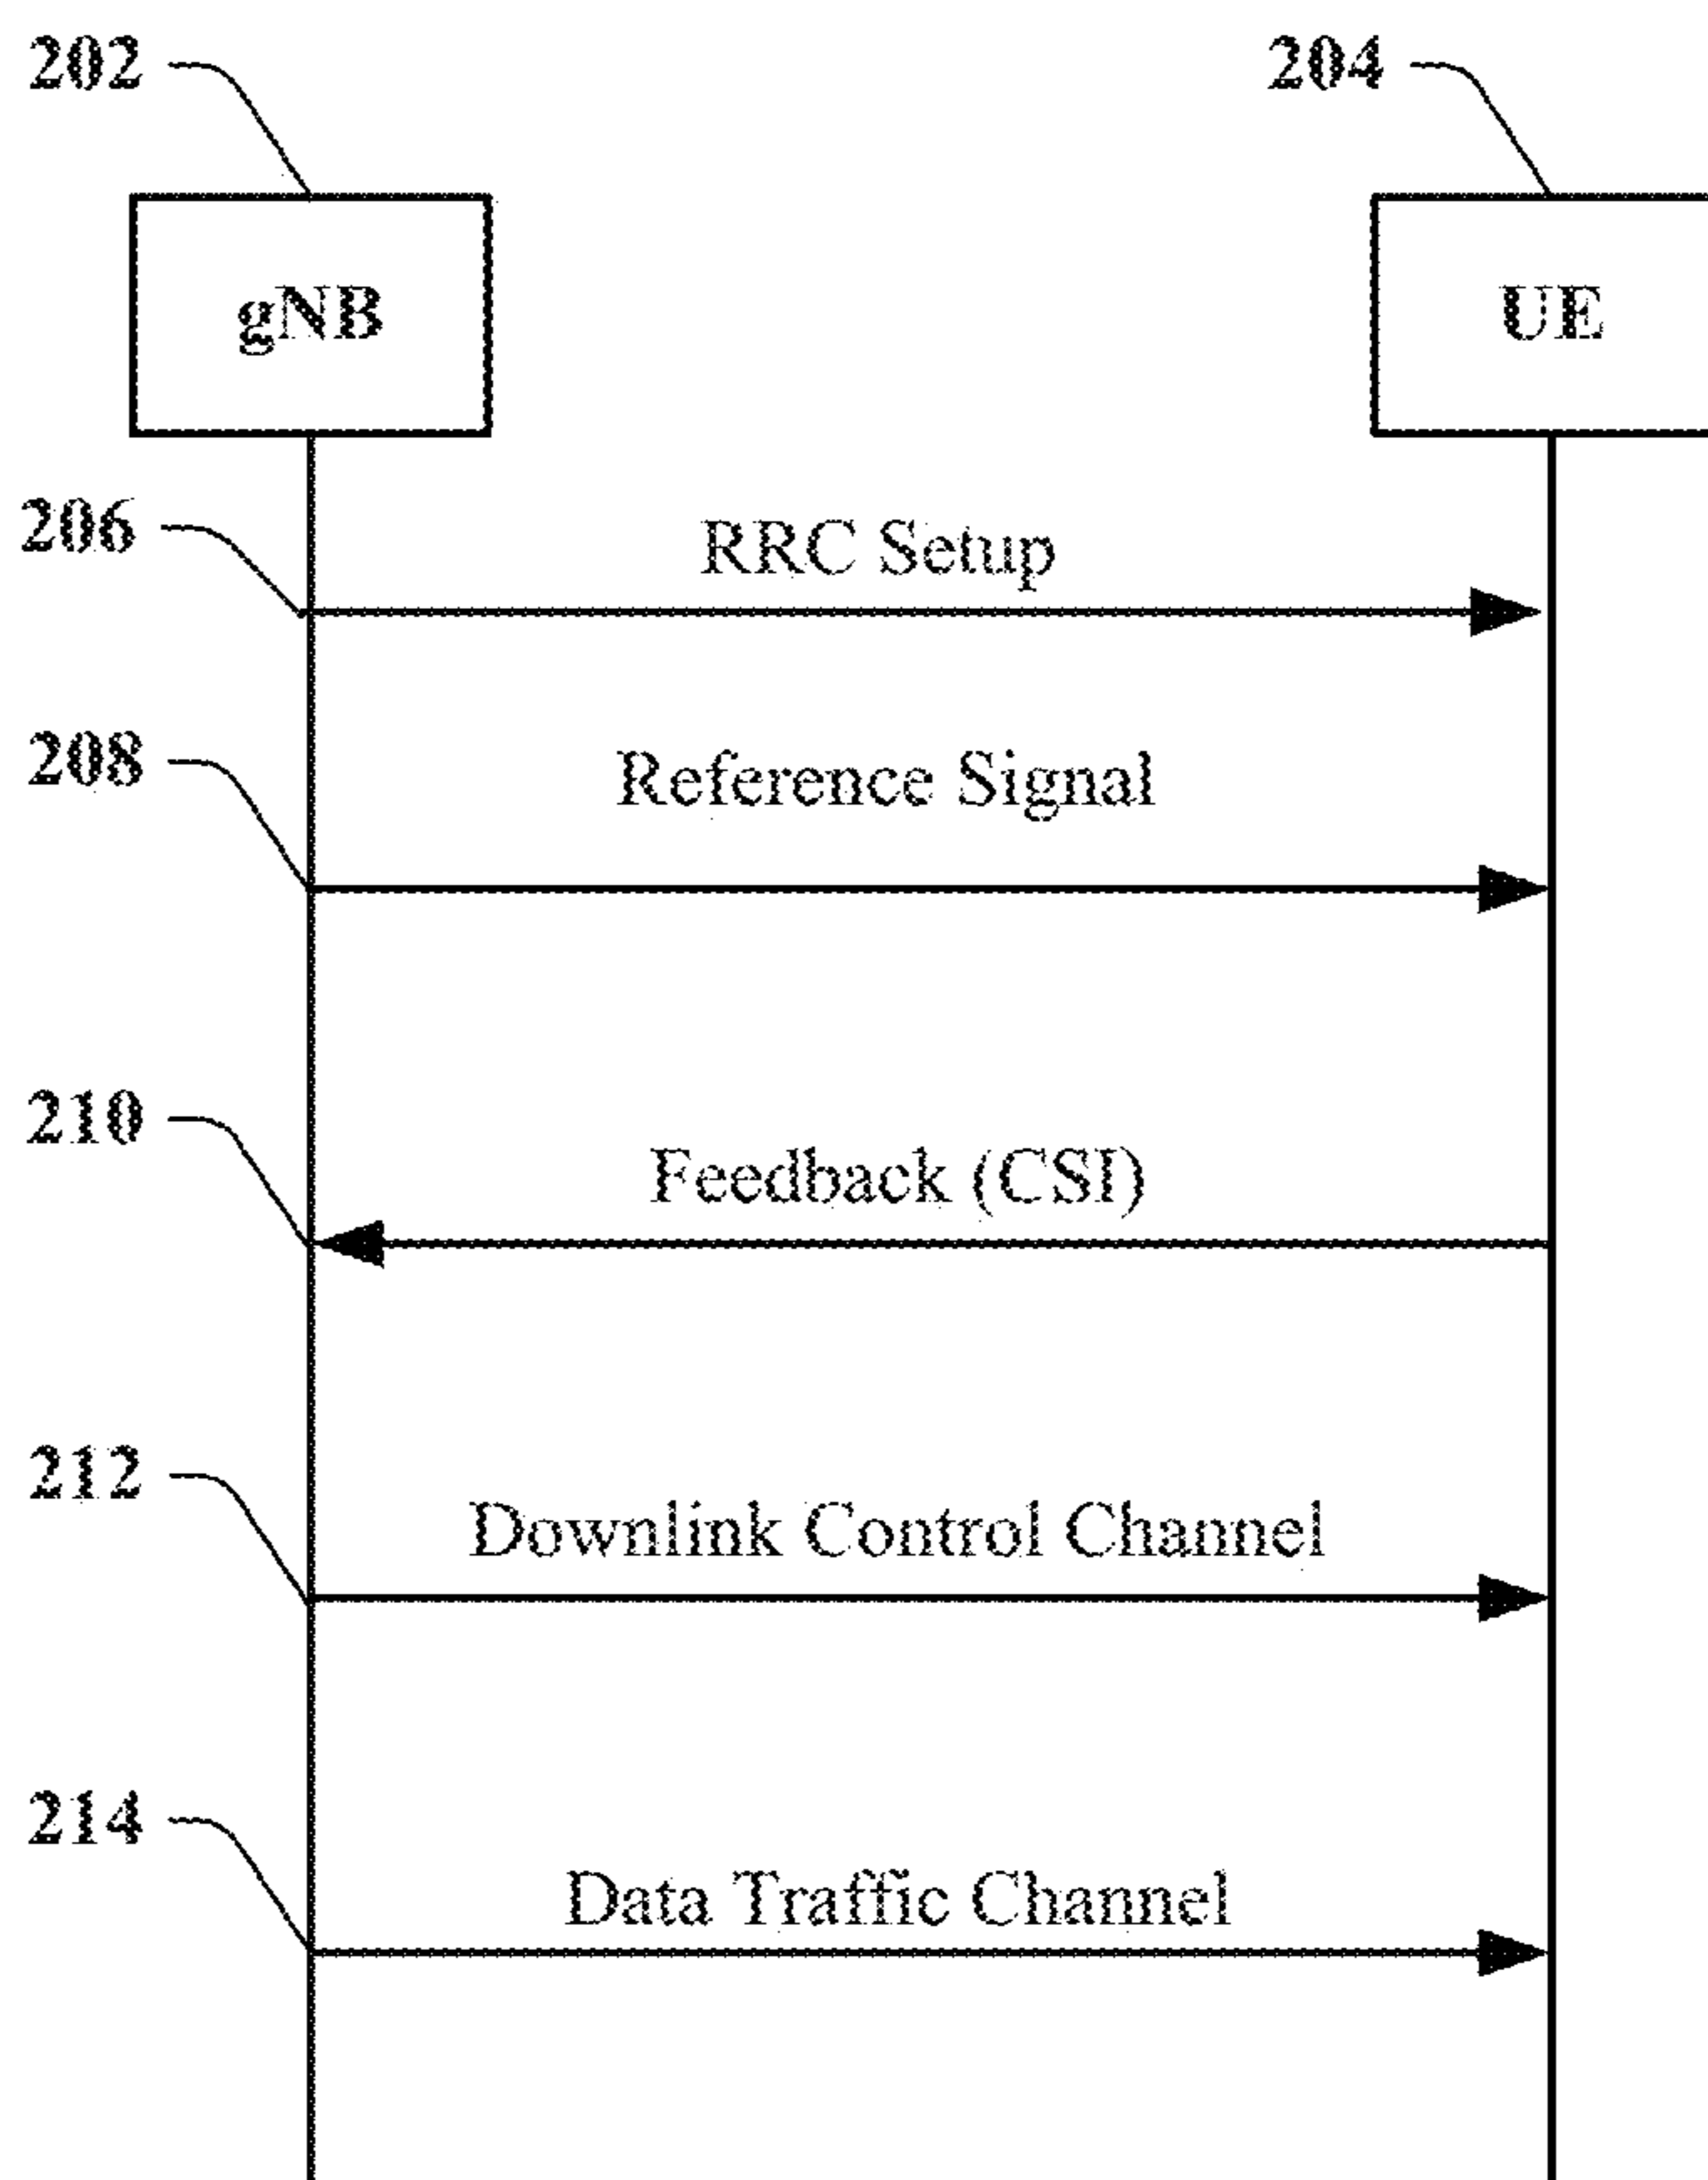 202
204
gNB
UE
206
RRC Setup
208
Reference Signal
210
Feedback (CSI)
212
Downlink Control Channel
214
Data Traffic Channel